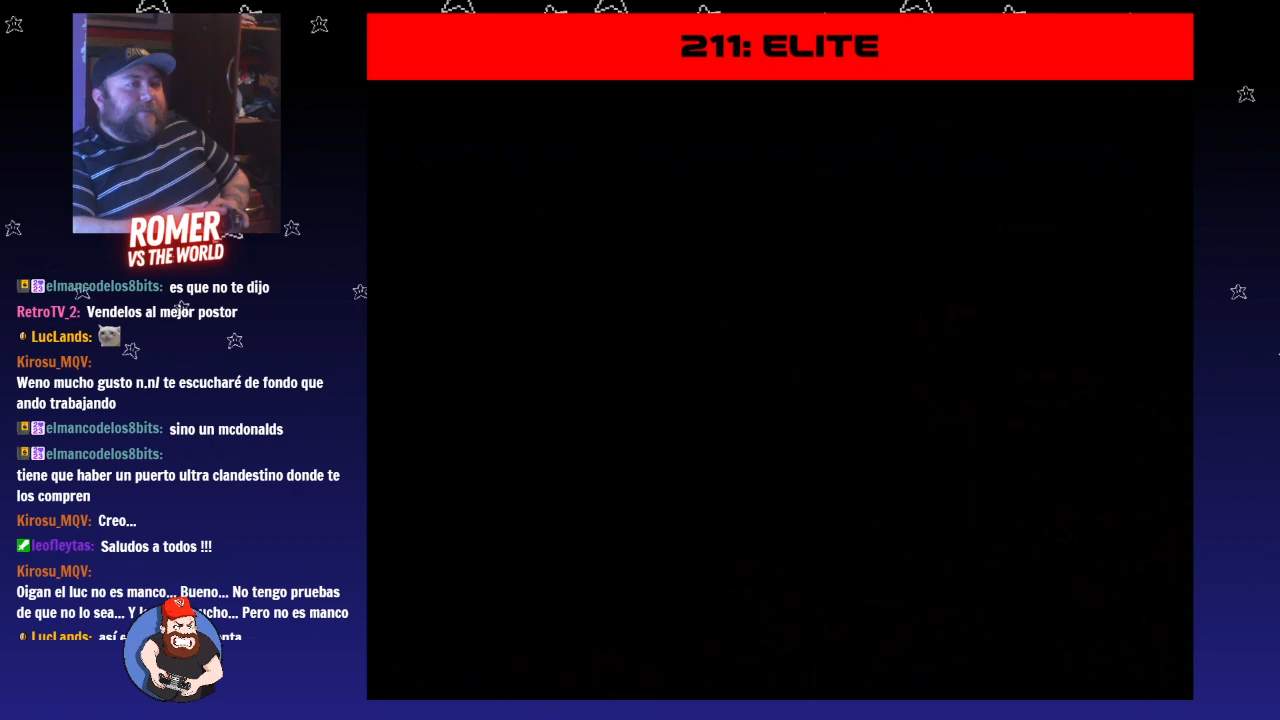 211: ELITE
ROMER
VS THE WORLD
elmancodelos8bits: es que no te dijo
RetroTV_2: Vendelos al mejor postor
LucLands:
Kirosu_MQV:
Weno mucho gusto n.n/ te escucharé de fondo que
ando trabajando
elmancodelos8bits: sino un mcdonalds
elmancodelos8bits:
tiene que haber un puerto ultra clandestino donde te
los compren
Kirosu_MQV: Creo...
leofleytas: Saludos a todos !!!
Kirosu_MQV:
Oigan el luc no es manco... Bueno... No tengo pruebas
de que no lo sea... Y Pero no es manco
LucLands: así